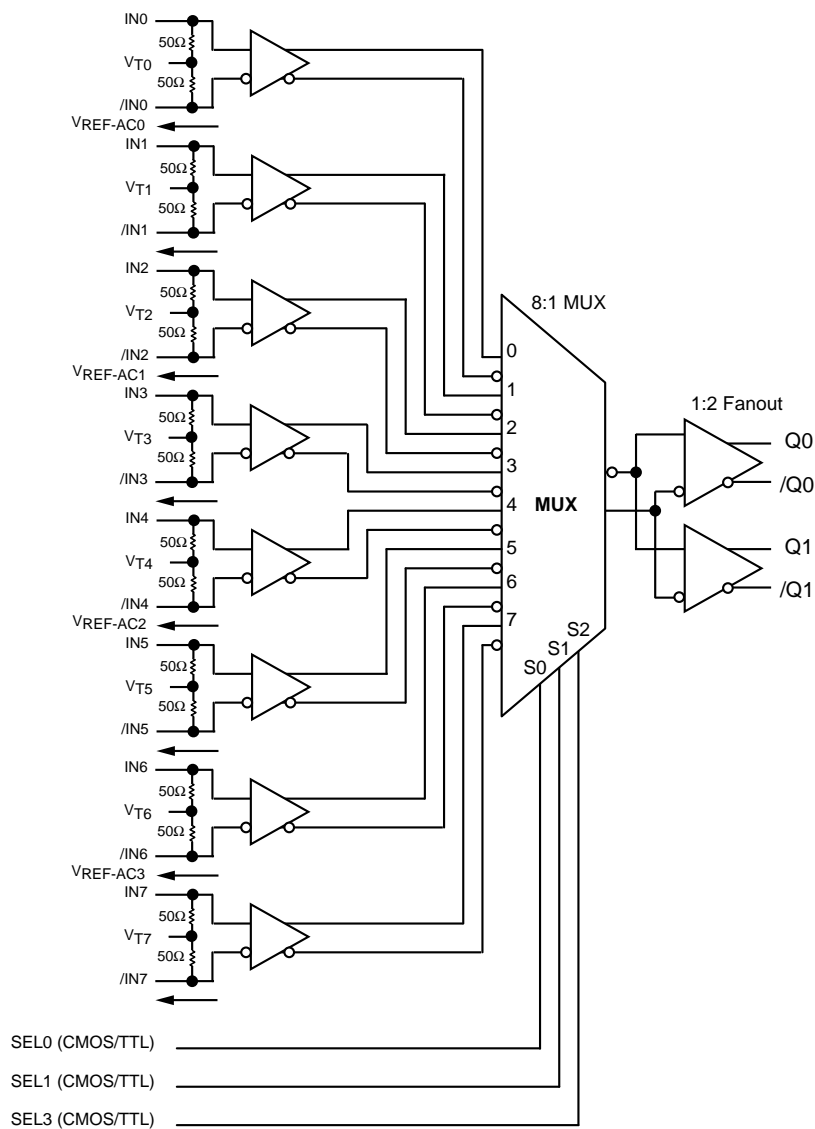 IN0
50Ω
VT0
50Ω
/IN0
VREF-AC0
IN1
50Ω
VT1
50Ω
/IN1
IN2
50Ω
VT2
50Ω
/IN2
VREF-AC1
IN3
50Ω
VT3
50Ω
/IN3
IN4
50Ω
VT4
50Ω
/IN4
VREF-AC2
IN5
50Ω
VT5
50Ω
/IN5
IN6
50Ω
VT6
50Ω
/IN6
VREF-AC3
IN7
50Ω
VT7
50Ω
/IN7
8:1 MUX
0
1
2
3
4
5
6
7
MUX
S0
S1
S2
1:2 Fanout
Q0
/Q0
Q1
/Q1
SEL0 (CMOS/TTL)
SEL1 (CMOS/TTL)
SEL3 (CMOS/TTL)